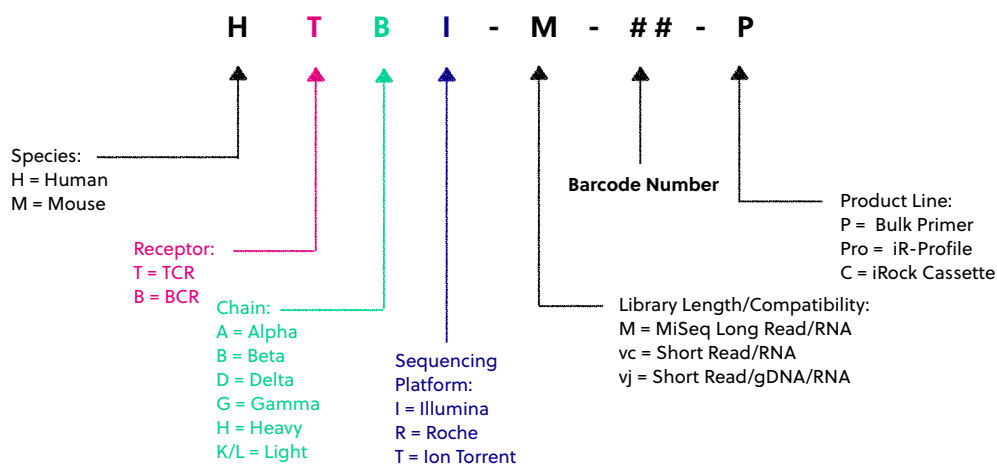 H T B I - M - ## - P
Species:
H = Human
M = Mouse
Receptor:
T = TCR
B = BCR
Chain:
A = Alpha
B = Beta
D = Delta
G = Gamma
H = Heavy
K/L = Light
Sequencing
Platform:
I = Illumina
R = Roche
T = Ion Torrent
Library Length/Compatibility:
M = MiSeq Long Read/RNA
vc = Short Read/RNA
vj = Short Read/gDNA/RNA
Barcode Number
Product Line:
P =  Bulk Primer
Pro =  iR-Profile
C = iRock Cassette